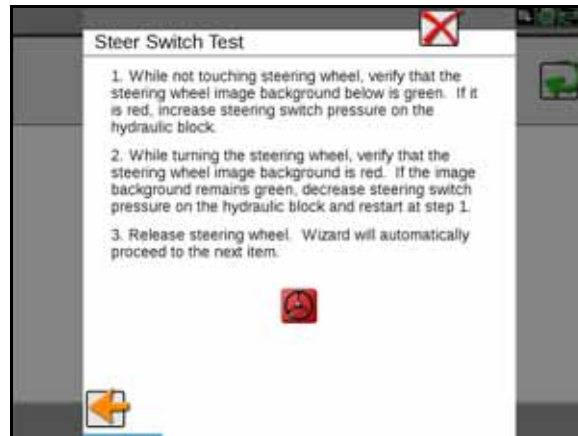 Steer Switch Test
1. While not touching steering wheel, verify that the
steering wheel image background below is green. If it
is red, increase steering switch pressure on the
hydraulic block.
2. While turning the steering wheel, verify that the
steering wheel image background is red. If the image
background remains green, decrease steering switch
pressure on the hydraulic block and restart at step 1.
3. Release steering wheel. Wizard will automatically
proceed to the next item.